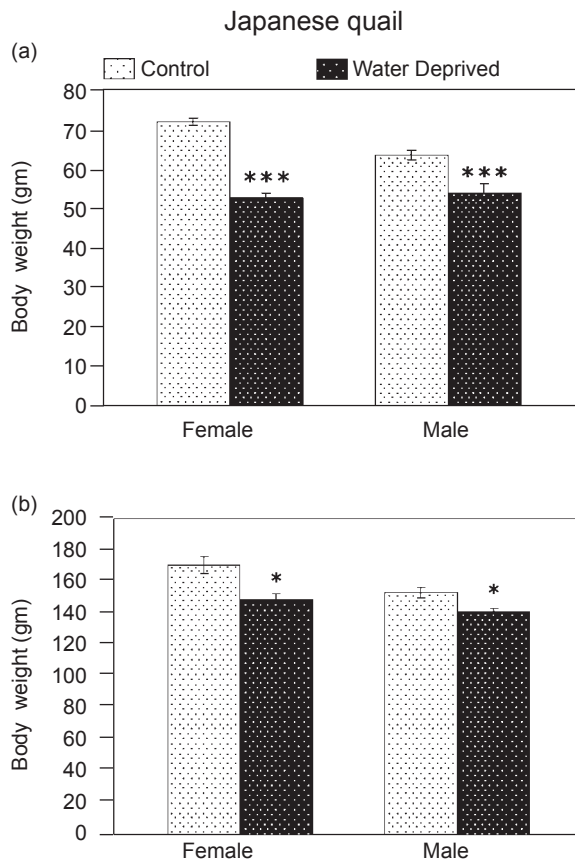 Japanese quail
(a)
Control Water Deprived
80
70
60
50
40
30
20
10
0
Body weight (gm)
*** ***
Female Male
(b)
200
180
160
140
120
100
80
60
40
20
0
Body weight (gm)
* *
Female Male